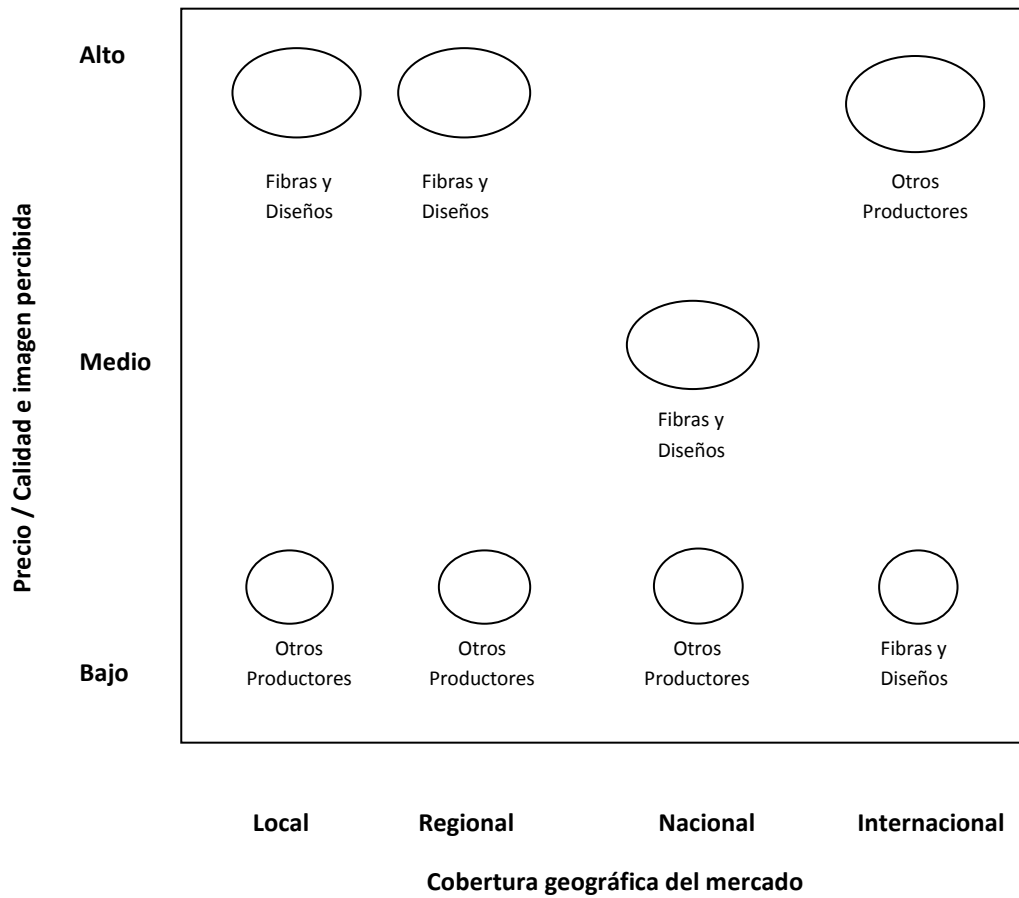 Alto
Fibras y
Diseños
Fibras y
Diseños
Otros
Productores
Precio / Calidad e imagen percibida
Medio
Fibras y
Diseños
Bajo
Otros
Productores
Otros
Productores
Otros
Productores
Fibras y
Diseños
Local
Regional
Nacional
Internacional
Cobertura geográfica del mercado